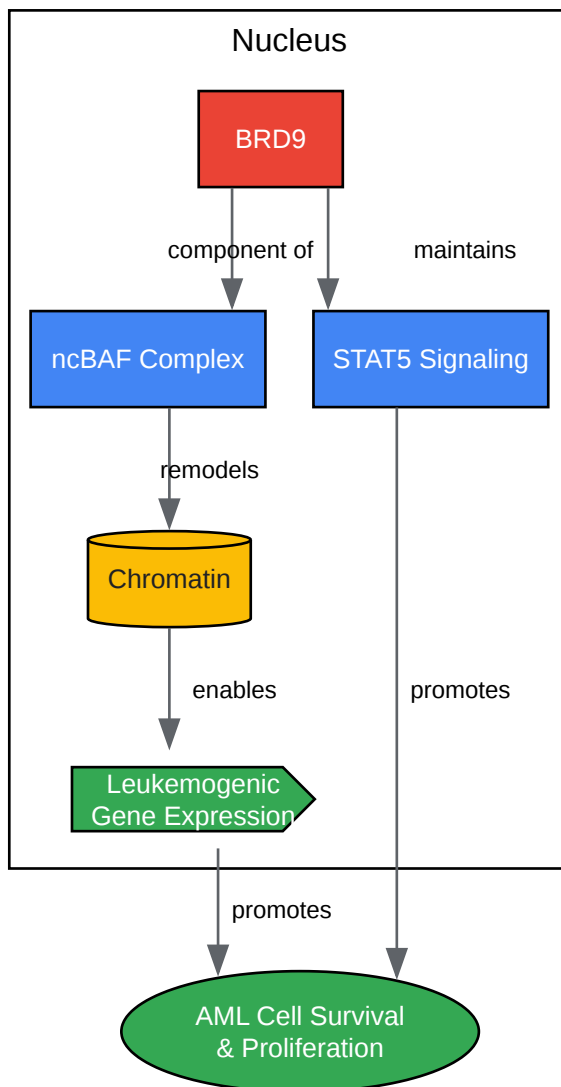 Nucleus
BRD9
component of
maintains
ncBAF Complex
STAT5 Signaling
remodels
Chromatin
enables
promotes
Leukemogenic
Gene Expression
promotes
AML Cell Survival
& Proliferation